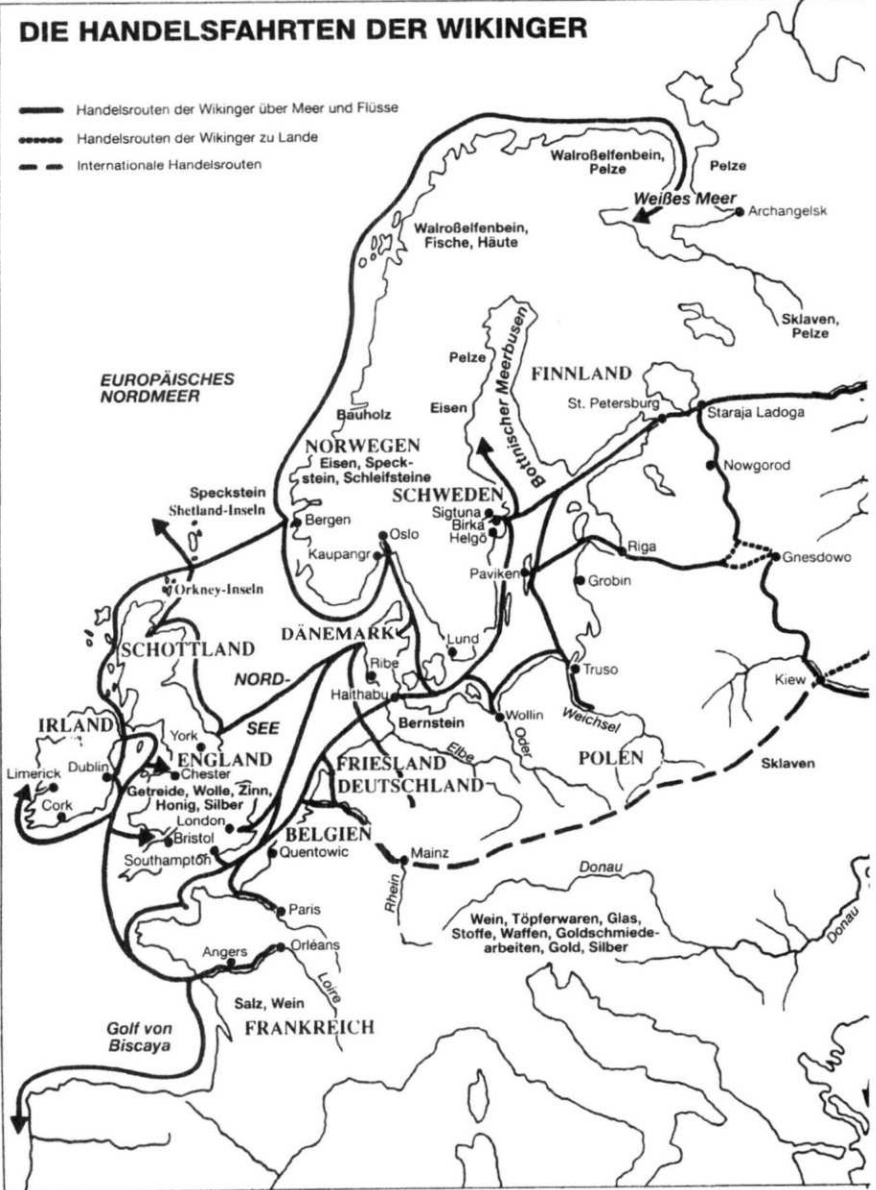 DIE HANDELSFAHRTEN DER WIKINGER
Handelsrouten der Wikinger über Meer und Flüsse
Handelsrouten der Wikinger zu Lande
Internationale Handelsrouten
Walroßelfenbein,
Pelze
Pelze
Weißes Meer
Archangelsk
Walroßelfenbein,
Fische, Häute
Sklaven,
Pelze
Bottnischer Meerbusen
Pelze
FINNLAND
EUROPÄISCHES
NORDMEER
Eisen
St. Petersburg
Staraja Ladoga
Bauholz
NORWEGEN
Eisen, Speck-
stein, Schleifsteine
Nowgorod
Speckstein
Shetland-Inseln
SCHWEDEN
Sigtuna
Birka
Helgö
Bergen
Oslo
Kaupangr
Riga
Gnesdowo
Paviken
Grobin
Orkney-Inseln
DÄNEMARK
SCHOTTLAND
Lund
Ribe
Truso
Kiew
NORD-
SEE
Haithabu
Bernstein
Wollin
Weichsel
IRLAND
York
ENGLAND
Oder
Elbe
POLEN
Sklaven
Limerick
Dublin
Chester
FRIESLAND
DEUTSCHLAND
Cork
Getreide, Wolle, Zinn,
Honig, Silber
London
Bristol
Southampton
BELGIEN
Quentowic
Mainz
Rhein
Donau
Paris
Wein, Töpferwaren, Glas,
Stoffe, Waffen, Goldschmiede-
arbeiten, Gold, Silber
Donau
Angers
Orléans
Loire
Salz, Wein
FRANKREICH
Golf von
Biscaya